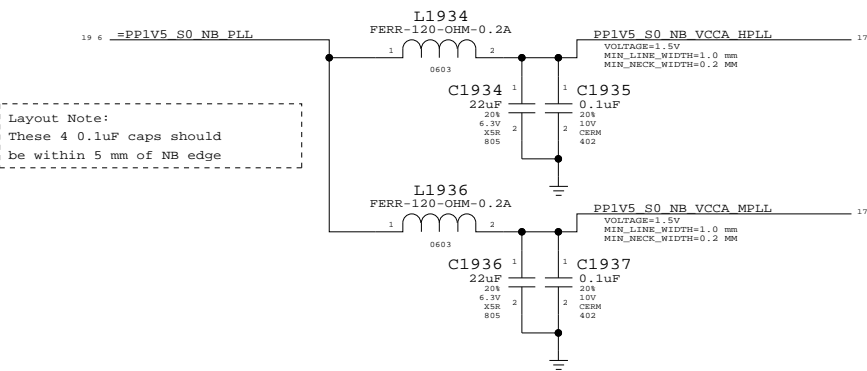 L1934
FERR-120-OHM-0.2A
19 6 =PP1V5_S0_NB_PLL
1 2
0603
PP1V5_S0_NB_VCCA_HPLL 17
VOLTAGE=1.5V
MIN_LINE_WIDTH=1.0 mm
MIN_NECK_WIDTH=0.2 MM
C1934
22uF
20%
6.3V
X5R
805
1
2
1
2
C1935
0.1uF
20%
10V
CERM
402
Layout Note:
These 4 0.1uF caps should
be within 5 mm of NB edge
L1936
FERR-120-OHM-0.2A
1 2
0603
PP1V5_S0_NB_VCCA_MPLL 17
VOLTAGE=1.5V
MIN_LINE_WIDTH=1.0 mm
MIN_NECK_WIDTH=0.2 MM
C1936
22uF
20%
6.3V
X5R
805
1
2
1
2
C1937
0.1uF
20%
10V
CERM
402